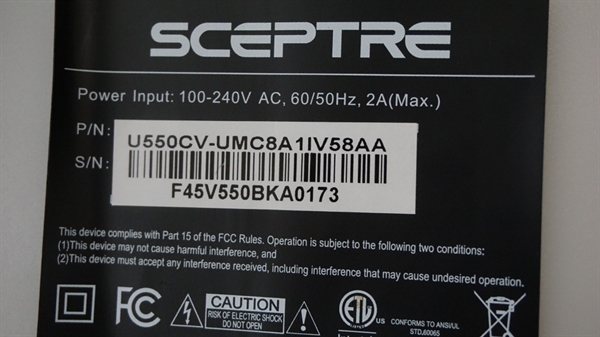 SCEPTRE
Power Input: 100-240V AC, 60/50Hz, 2A(Max.)
P/N: U550CV-UMC8A1IV58AA
S/N: F45V550BKA0173
This device complies with Part 15 of the FCC Rules. Operation is subject to the following two conditions:
(1)This device may not cause harmful interference, and
(2)This device must accept any interference received, including interference that may cause undesired operation.
FC
CAUTION
RISK OF ELECTRIC SHOCK
DO NOT OPEN
ETL
US
CONFORMS TO ANSI/UL
STD.60065